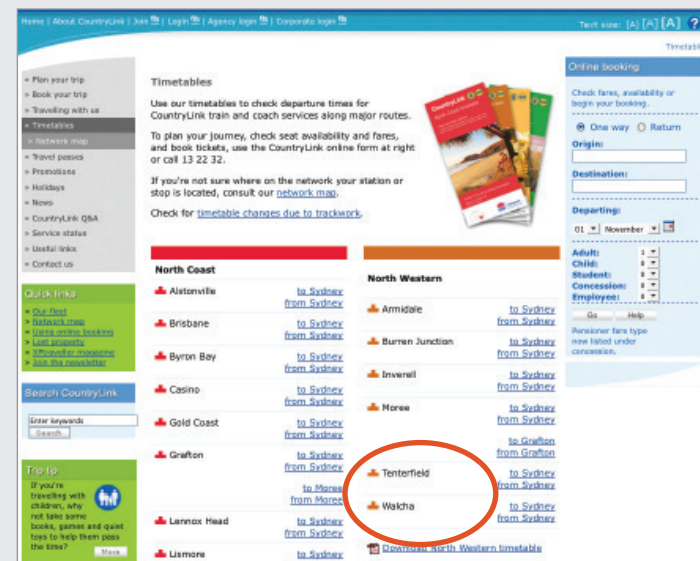 Home | About CountryLink | Join | Login | Agency login | Corporate login
Text size: [A] [A] [A] ?
» Plan your trip
» Book your trip
» Travelling with us
» Timetables
» Network map
» Travel passes
» Promotions
» Holidays
» News
» CountryLink Q&A
» Service status
» Useful links
» Contact us
Quick links
» Our fleet
» Network map
» Using online booking
» Lost property
» XPtraveller magazine
» Join the newsletter
Search CountryLink
Enter keywords
Search
Trip tip
If you're
travelling with
children, why
not take some
books, games and quiet
toys to help them pass
the time?
More
Timetables
Use our timetables to check departure times for
CountryLink train and coach services along major routes.
To plan your journey, check seat availability and fares,
and book tickets, use the CountryLink online form at right
or call 13 22 32.
If you're not sure where on the network your station or
stop is located, consult our network map.
Check for timetable changes due to trackwork.
CountryLink
North Coast
Alstonville to Sydney
from Sydney
Brisbane to Sydney
from Sydney
Byron Bay to Sydney
from Sydney
Casino to Sydney
from Sydney
Gold Coast to Sydney
from Sydney
Grafton to Sydney
from Sydney
to Moree
from Moree
Lennox Head to Sydney
from Sydney
Lismore to Sydney
North Western
Armidale to Sydney
from Sydney
Burren Junction to Sydney
from Sydney
Inverell to Sydney
from Sydney
Moree to Sydney
from Sydney
to Grafton
from Grafton
Tenterfield to Sydney
from Sydney
Walcha to Sydney
from Sydney
Download North Western timetable
Timetabl
Online booking
Check fares, availability or
begin your booking.
One way Return
Origin:
Destination:
Departing:
01 November
Adult: 1
Child: 0
Student: 0
Concession: 0
Employee: 0
Go Help
Pensioner fare type
now listed under
concession.